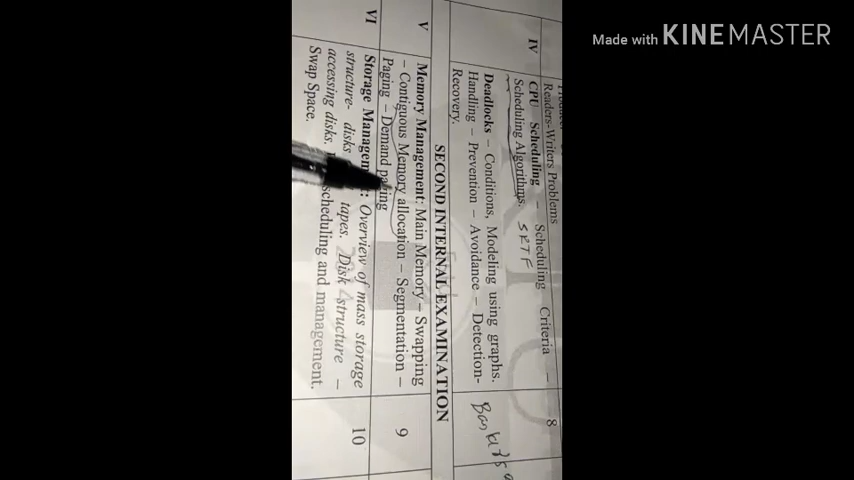 Made with KINEMASTER
Readers-Writers Problems
IV
CPU Scheduling – Scheduling Criteria –
Scheduling Algorithms. SRTF
8
Deadlocks – Conditions, Modeling using graphs.
Handling – Prevention – Avoidance – Detection-
Recovery.
SECOND INTERNAL EXAMINATION
V
Memory Management: Main Memory – Swapping
– Contiguous Memory allocation – Segmentation –
Paging – Demand paging
9
VI
Storage Management: Overview of mass storage
structure- disks tapes. Disk structure –
accessing disks. scheduling and management.
Swap Space.
10